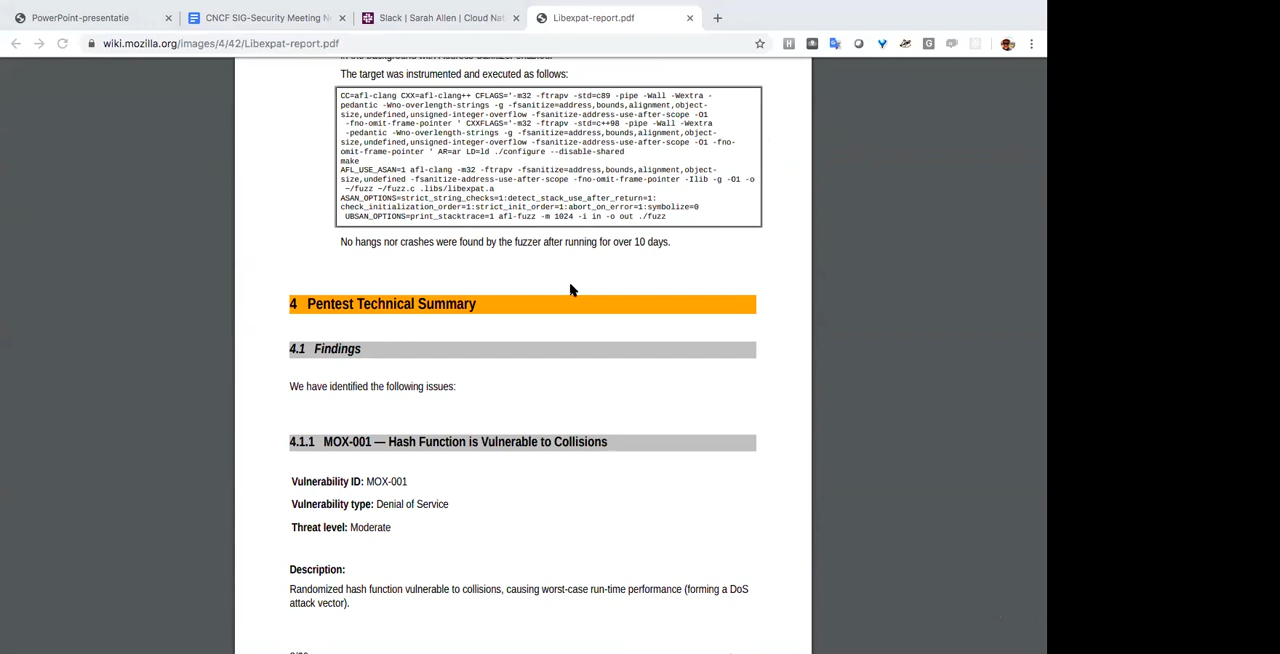 PowerPoint-presentatie
CNCF SIG-Security Meeting N
Slack | Sarah Allen | Cloud Nat
Libexpat-report.pdf
wiki.mozilla.org/images/4/42/Libexpat-report.pdf
The target was instrumented and executed as follows:
CC=afl-clang CXX=afl-clang++ CFLAGS='-m32 -ftrapv -std=c89 -pipe -Wall -Wextra -
pedantic -Wno-overlength-strings -g -fsanitize=address,bounds,alignment,object-
size,undefined,unsigned-integer-overflow -fsanitize-address-use-after-scope -O1
-fno-omit-frame-pointer ' CXXFLAGS='-m32 -ftrapv -std=c++98 -pipe -Wall -Wextra
-pedantic -Wno-overlength-strings -g -fsanitize=address,bounds,alignment,object-
size,undefined,unsigned-integer-overflow -fsanitize-address-use-after-scope -O1 -fno-
omit-frame-pointer ' AR=ar LD=ld ./configure --disable-shared
make
AFL_USE_ASAN=1 afl-clang -m32 -ftrapv -fsanitize=address,bounds,alignment,object-
size,undefined -fsanitize-address-use-after-scope -fno-omit-frame-pointer -Ilib -g -O1 -o
~/fuzz ~/fuzz.c .libs/libexpat.a
ASAN_OPTIONS=strict_string_checks=1:detect_stack_use_after_return=1:
check_initialization_order=1:strict_init_order=1:abort_on_error=1:symbolize=0
UBSAN_OPTIONS=print_stacktrace=1 afl-fuzz -m 1024 -i in -o out ./fuzz
No hangs nor crashes were found by the fuzzer after running for over 10 days.
4 Pentest Technical Summary
4.1 Findings
We have identified the following issues:
4.1.1 MOX-001 — Hash Function is Vulnerable to Collisions
Vulnerability ID: MOX-001
Vulnerability type: Denial of Service
Threat level: Moderate
Description:
Randomized hash function vulnerable to collisions, causing worst-case run-time performance (forming a DoS
attack vector).